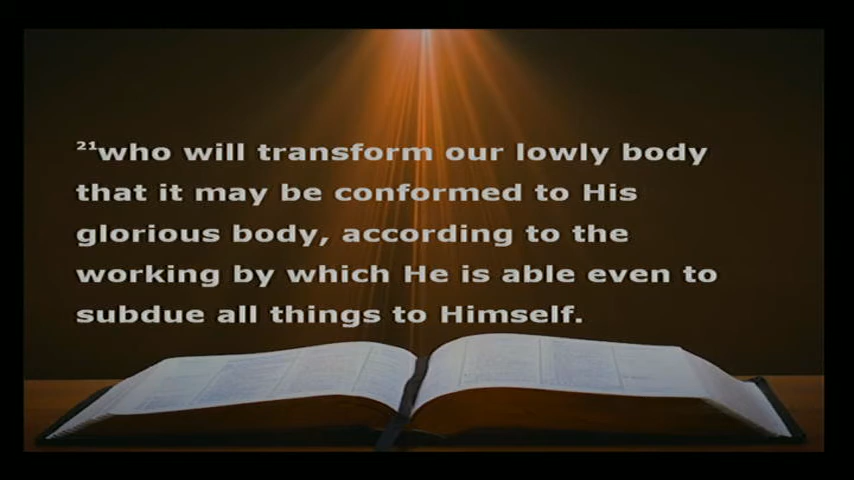 ²¹who will transform our lowly body
that it may be conformed to His
glorious body, according to the
working by which He is able even to
subdue all things to Himself.